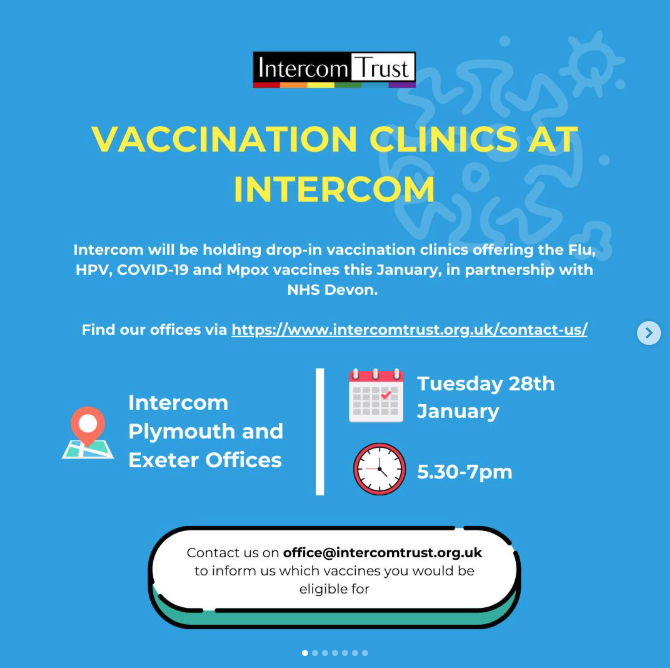 Intercom Trust
VACCINATION CLINICS AT
INTERCOM
Intercom will be holding drop-in vaccination clinics offering the Flu,
HPV, COVID-19 and Mpox vaccines this January, in partnership with
NHS Devon.
Find our offices via https://www.intercomtrust.org.uk/contact-us/
Intercom
Plymouth and
Exeter Offices
Tuesday 28th
January
5.30-7pm
Contact us on office@intercomtrust.org.uk
to inform us which vaccines you would be
eligible for